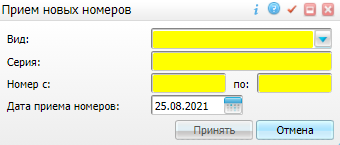 Прием новых номеров
Вид:
Серия:
Номер с: по:
Дата приема номеров: 25.08.2021
Принять Отмена